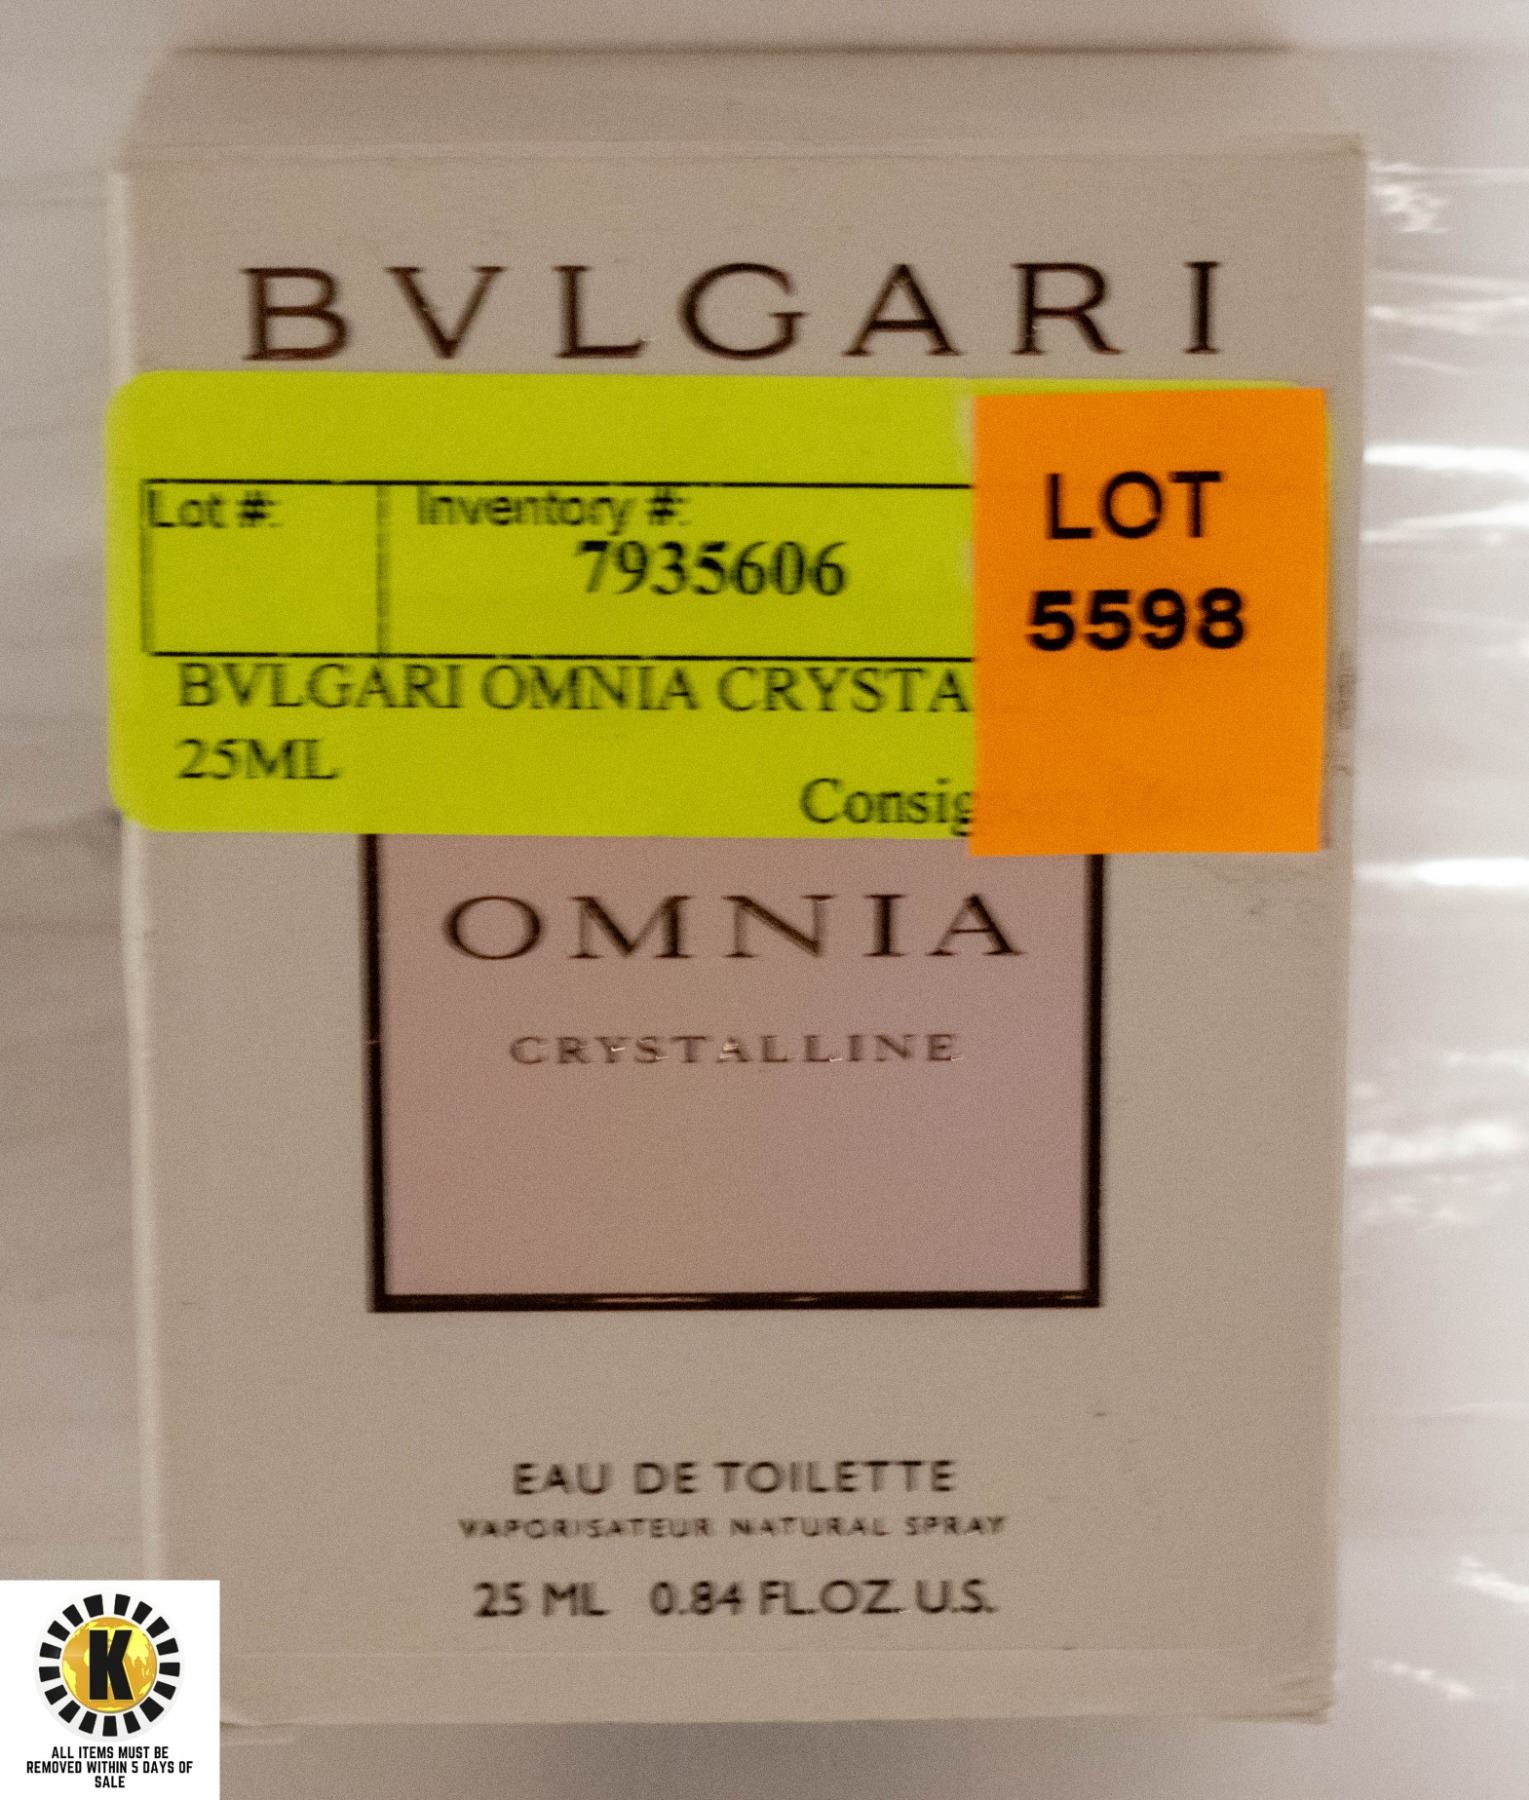 BVLGARI
Lot #:
Inventory #:
7935606
LOT
5598
BVLGARI OMNIA CRYSTA
25ML
Consig
OMNIA
CRYSTALLINE
EAU DE TOILETTE
VAPORISATEUR NATURAL SPRAY
25 ML 0.84 FL.OZ. U.S.
K
ALL ITEMS MUST BE
REMOVED WITHIN 5 DAYS OF
SALE